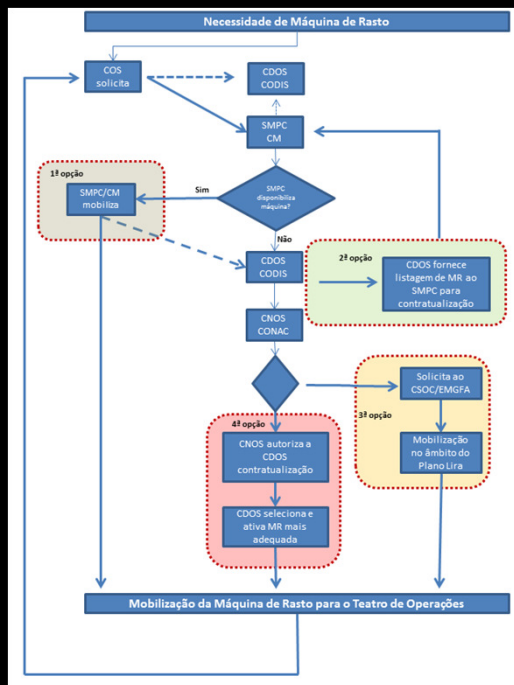 Necessidade de Máquina de Rasto
COS
solicita
CDOS
CODIS
SMPC
CM
1ª opção
SMPC/CM
mobiliza
Sim
SMPC
disponibiliza
máquina?
Não
CDOS
CODIS
2ª opção
CDOS fornece
listagem de MR ao
SMPC para
contratualização
CNOS
CONAC
Solicita ao
CSOC/EMGFA
3ª opção
Mobilização
no âmbito do
Plano Lira
4ª opção
CNOS autoriza a
CDOS
contratualização
CDOS seleciona e
ativa MR mais
adequada
Mobilização da Máquina de Rasto para o Teatro de Operações